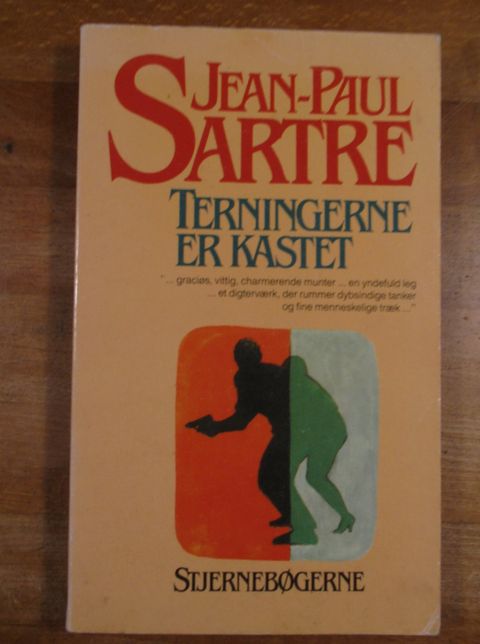 JEAN-PAUL
SARTRE
TERNINGERNE
ER KASTET
"... graciøs, vittig, charmerende munter ... en yndefuld leg
... et digterværk, der rummer dybsindige tanker
og fine menneskelige træk ..."
STJERNEBØGERNE